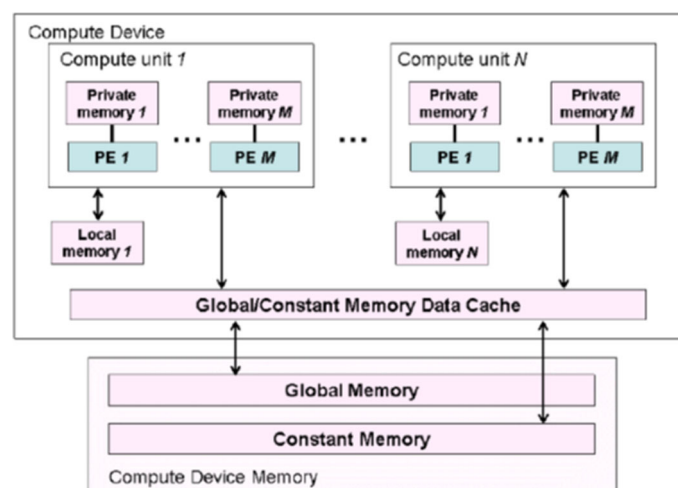 Compute Device
Compute unit 1
Compute unit N
Private memory 1
Private memory M
Private memory 1
Private memory M
...
...
...
PE 1
PE M
PE 1
PE M
Local memory 1
Local memory N
Global/Constant Memory Data Cache
Global Memory
Constant Memory
Compute Device Memory